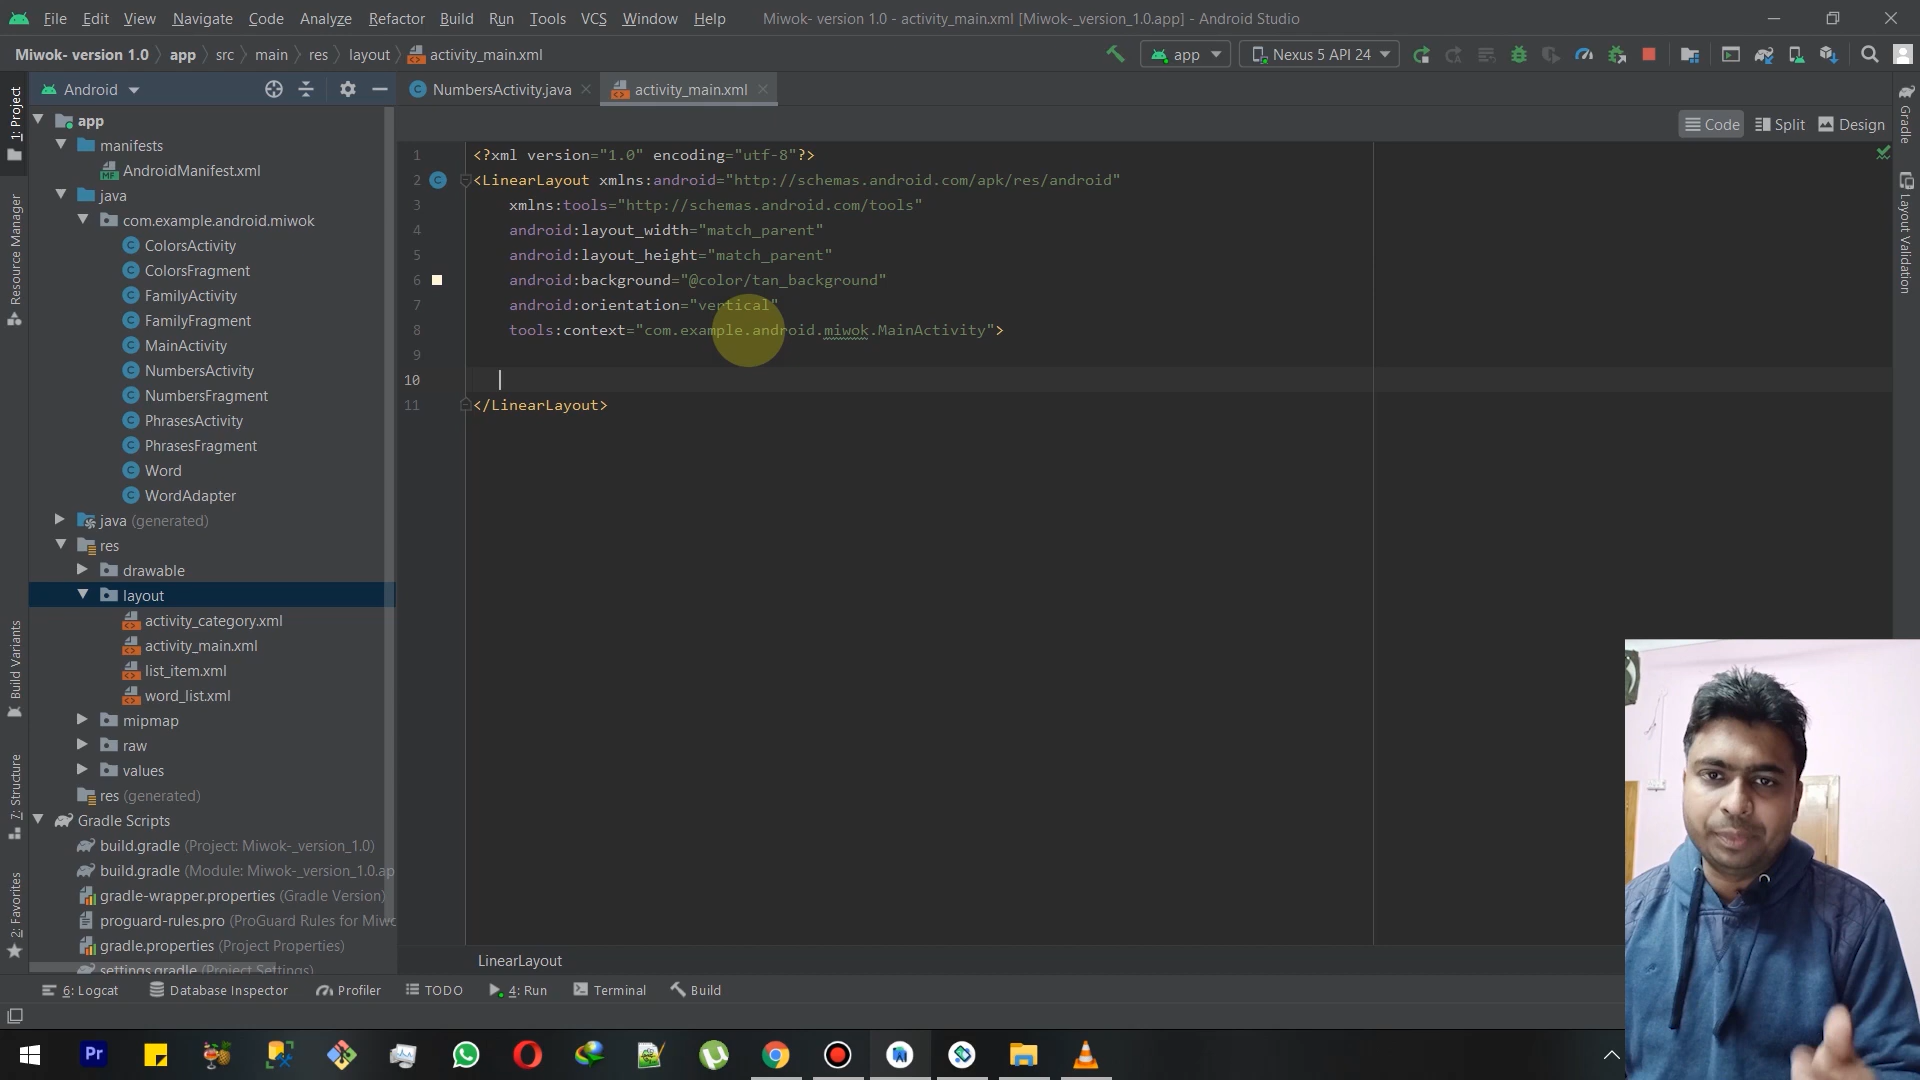 File Edit View Navigate Code Analyze Refactor Build Run Tools VCS Window Help Miwok- version 1.0 - activity_main.xml [Miwok-_version_1.0.app] - Android Studio
Miwok- version 1.0 app src main res layout activity_main.xml app Nexus 5 API 24
Android NumbersActivity.java activity_main.xml
Code Split Design
1: Project
Resource Manager
Build Variants
7: Structure
2: Favorites
Gradle
Layout Validation
app
manifests
AndroidManifest.xml
java
com.example.android.miwok
ColorsActivity
ColorsFragment
FamilyActivity
FamilyFragment
MainActivity
NumbersActivity
NumbersFragment
PhrasesActivity
PhrasesFragment
Word
WordAdapter
java (generated)
res
drawable
layout
activity_category.xml
activity_main.xml
list_item.xml
word_list.xml
mipmap
raw
values
res (generated)
Gradle Scripts
build.gradle (Project: Miwok-_version_1.0)
build.gradle (Module: Miwok-_version_1.0.ap
gradle-wrapper.properties (Gradle Version)
proguard-rules.pro (ProGuard Rules for Miwo
gradle.properties (Project Properties)
settings.gradle (Project Settings)
1 <?xml version="1.0" encoding="utf-8"?>
2 <LinearLayout xmlns:android="http://schemas.android.com/apk/res/android"
3 xmlns:tools="http://schemas.android.com/tools"
4 android:layout_width="match_parent"
5 android:layout_height="match_parent"
6 android:background="@color/tan_background"
7 android:orientation="vertical"
8 tools:context="com.example.android.miwok.MainActivity">
9
10
11 </LinearLayout>
LinearLayout
6: Logcat Database Inspector Profiler TODO 4: Run Terminal Build
Pr